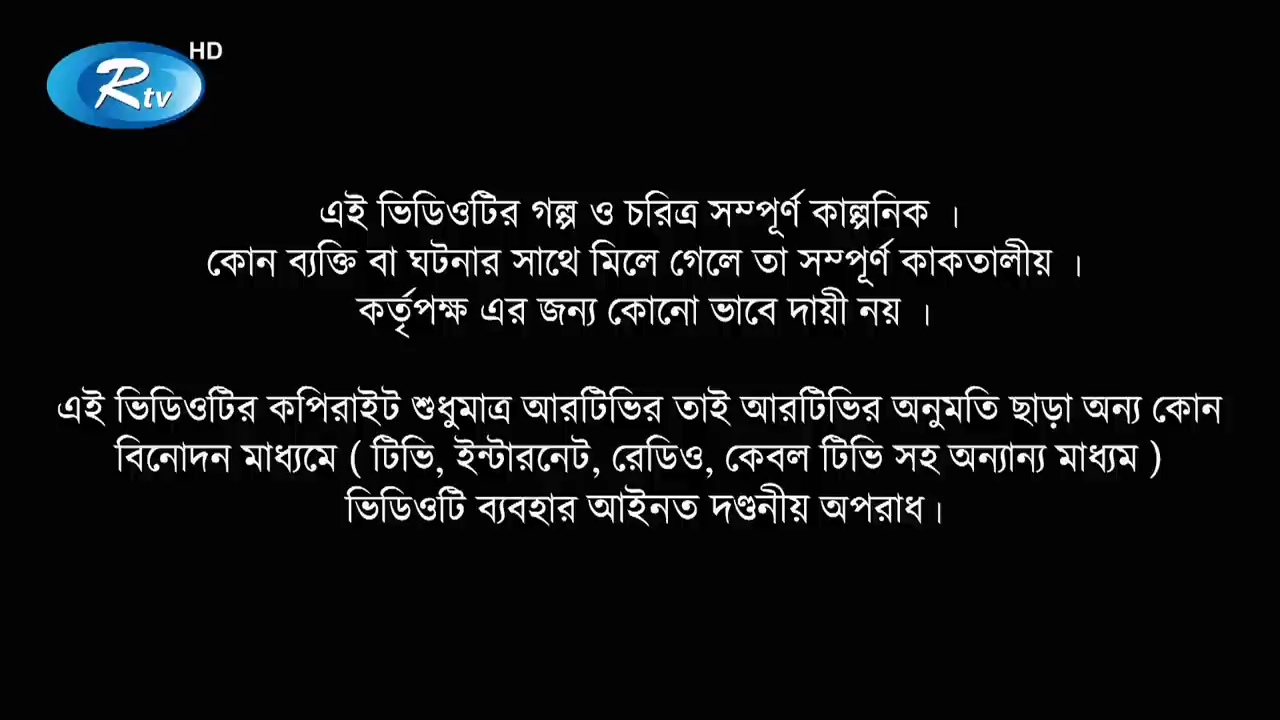 HD
Rtv
এই ভিডিওটির গল্প ও চরিত্র সম্পূর্ণ কাল্পনিক ।
কোন ব্যক্তি বা ঘটনার সাথে মিলে গেলে তা সম্পূর্ণ কাকতালীয় ।
কর্তৃপক্ষ এর জন্য কোনো ভাবে দায়ী নয় ।
এই ভিডিওটির কপিরাইট শুধুমাত্র আরটিভির তাই আরটিভির অনুমতি ছাড়া অন্য কোন
বিনোদন মাধ্যমে ( টিভি, ইন্টারনেট, রেডিও, কেবল টিভি সহ অন্যান্য মাধ্যম )
ভিডিওটি ব্যবহার আইনত দণ্ডনীয় অপরাধ।